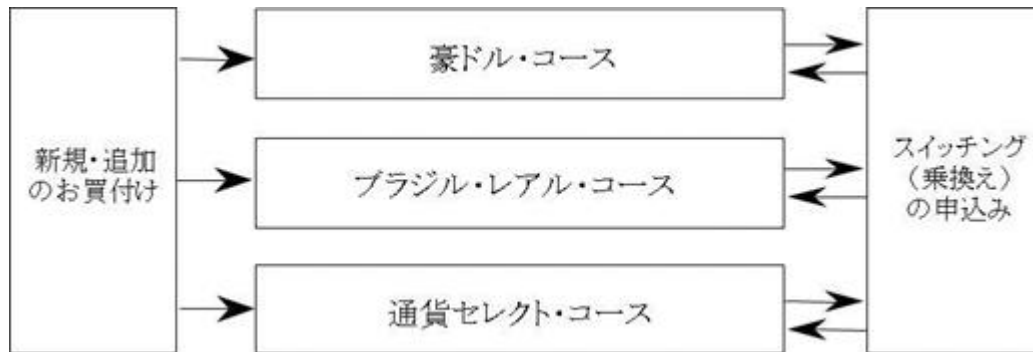 新規・追加
のお買付け
豪ドル・コース
ブラジル・レアル・コース
通貨セレクト・コース
スイッチング
（乗換え）
の申込み